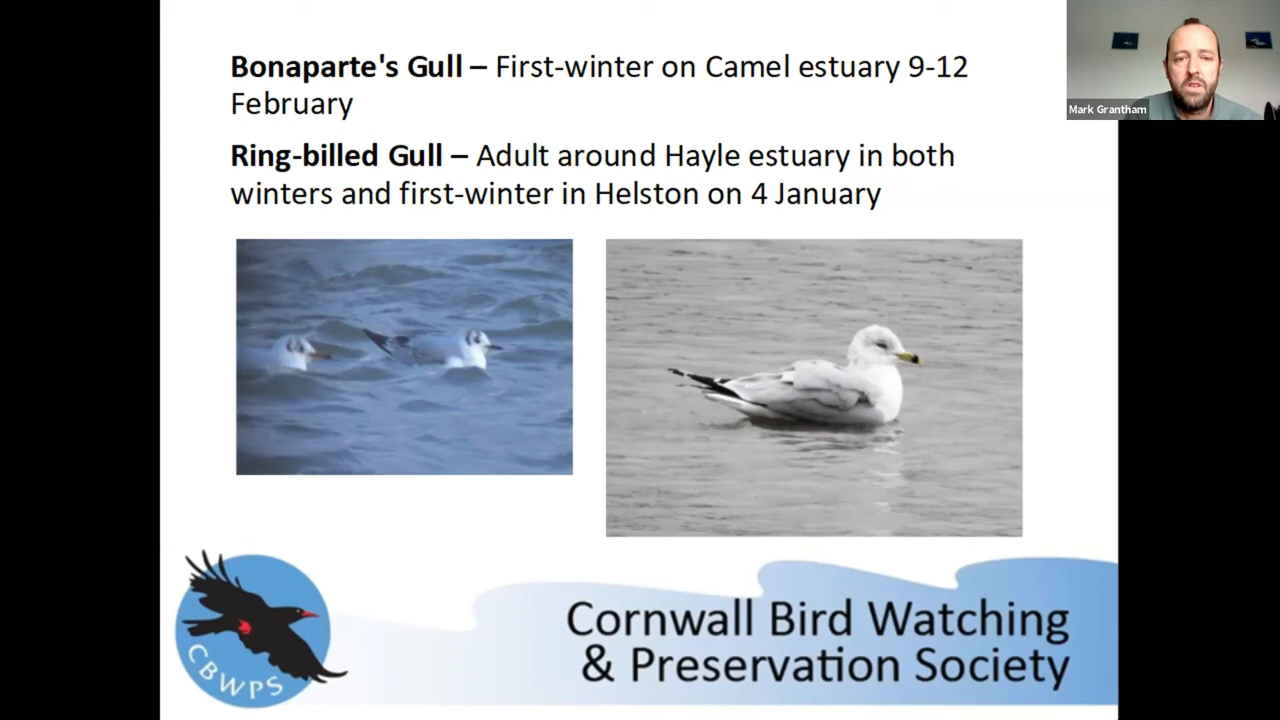 Bonaparte's Gull – First-winter on Camel estuary 9-12
February
Ring-billed Gull – Adult around Hayle estuary in both
winters and first-winter in Helston on 4 January
Mark Grantham
CBWPS
Cornwall Bird Watching
& Preservation Society